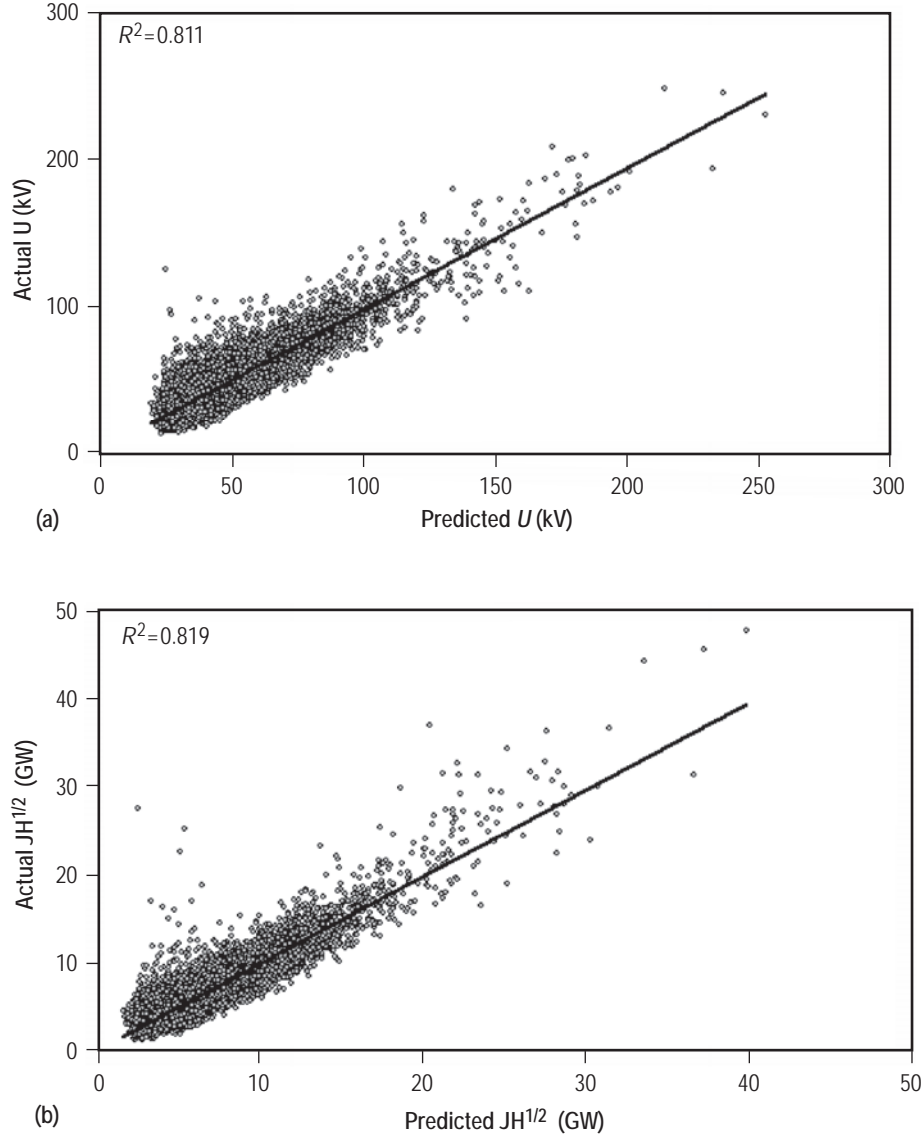 300
R²=0.811
200
100
0
Actual U (kV)
0 50 100 150 200 250 300
Predicted U (kV)
(a)
50
R²=0.819
40
30
20
10
0
Actual JH¹/² (GW)
0 10 20 30 40 50
Predicted JH¹/² (GW)
(b)